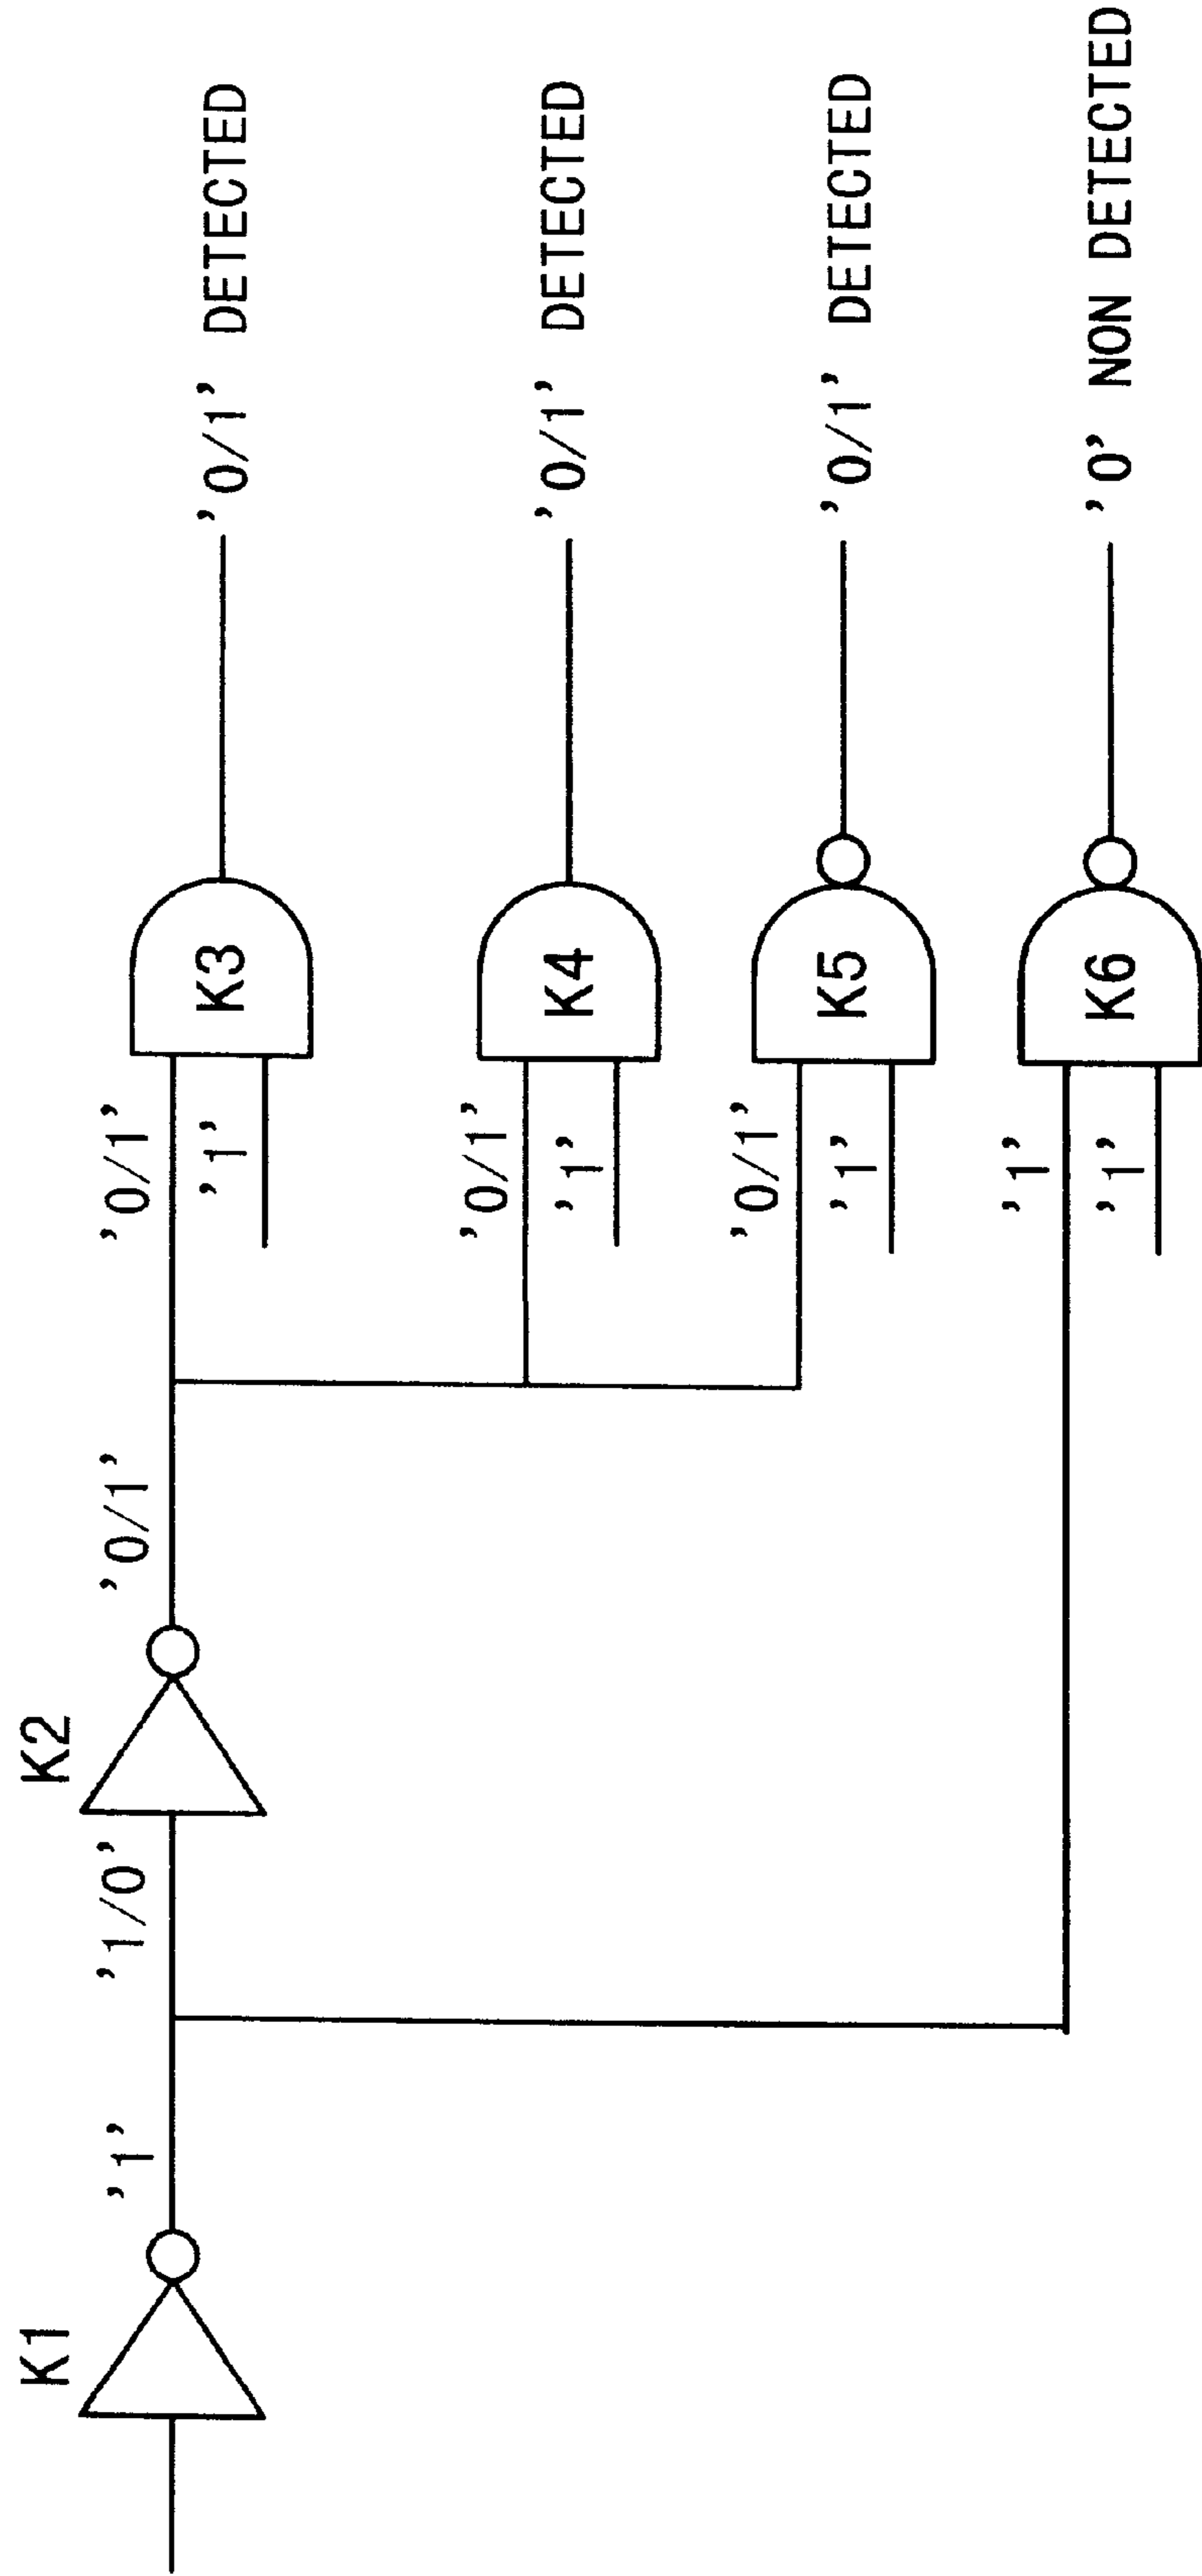 K1
'1'
'1/0'
K2
'0/1'
'0/1'
'1'
K3
'0/1' DETECTED
'0/1'
'1'
K4
'0/1' DETECTED
'0/1'
'1'
K5
'0/1' DETECTED
'1'
'1'
K6
'0' NON DETECTED